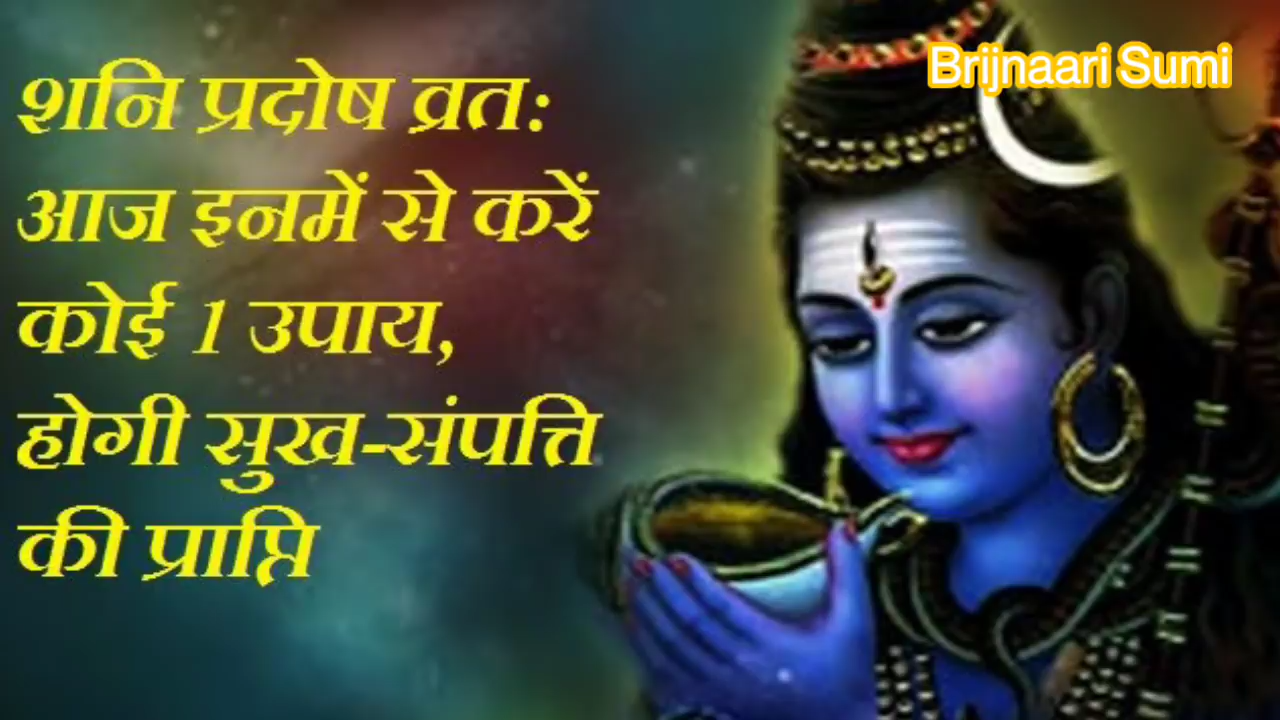 Brijnaari Sumi
शनि प्रदोष व्रत:
आज इनमें से करें
कोई 1 उपाय,
होगी सुख-संपत्ति
की प्राप्ति